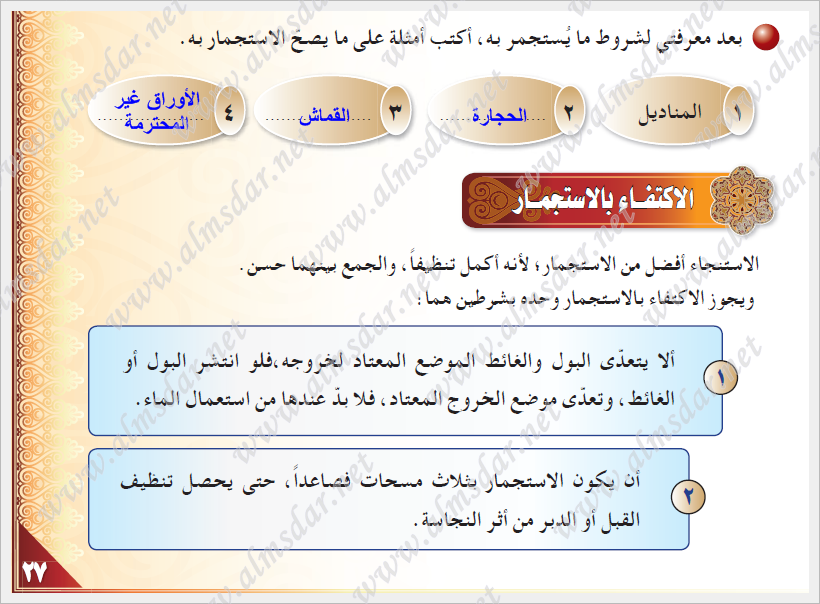 بعد معرفتي لشروط ما يُستجمر به، أكتب أمثلة على ما يصحّ الاستجمار به.
١ المناديل
٢ الحجارة
٣ القماش
٤ الأوراق غير
المحترمة
الاكتفاء بالاستجمار
الاستنجاء أفضل من الاستجمار؛ لأنه أكمل تنظيفاً، والجمع بينهما حسن.
ويجوز الاكتفاء بالاستجمار وحده بشرطين هما:
١ ألا يتعدّى البول والغائط الموضع المعتاد لخروجه،فلو انتشر البول أو
الغائط، وتعدّى موضع الخروج المعتاد، فلا بدّ عندها من استعمال الماء.
٢ أن يكون الاستجمار بثلاث مسحات فصاعداً، حتى يحصل تنظيف
القبل أو الدبر من أثر النجاسة.
٢٧
www.almsdar.net